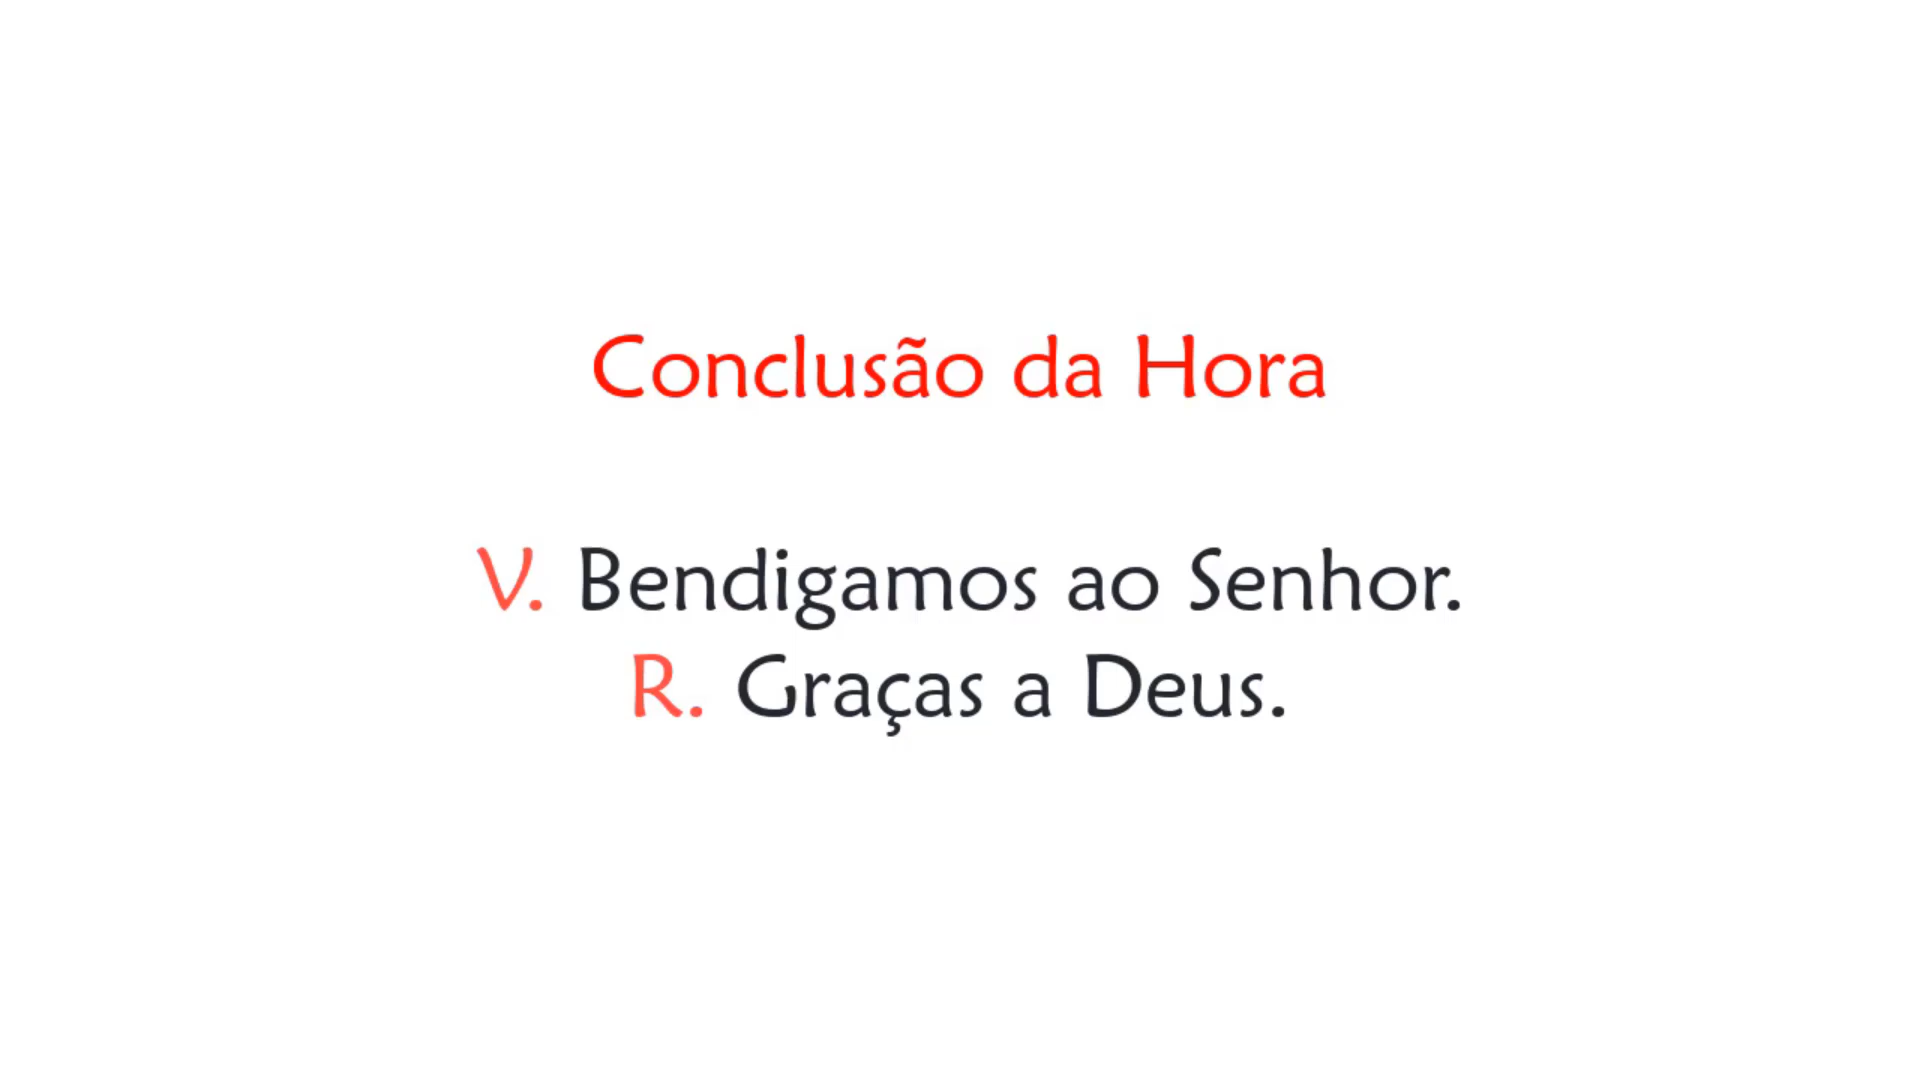 Conclusão da Hora
V. Bendigamos ao Senhor.
R. Graças a Deus.